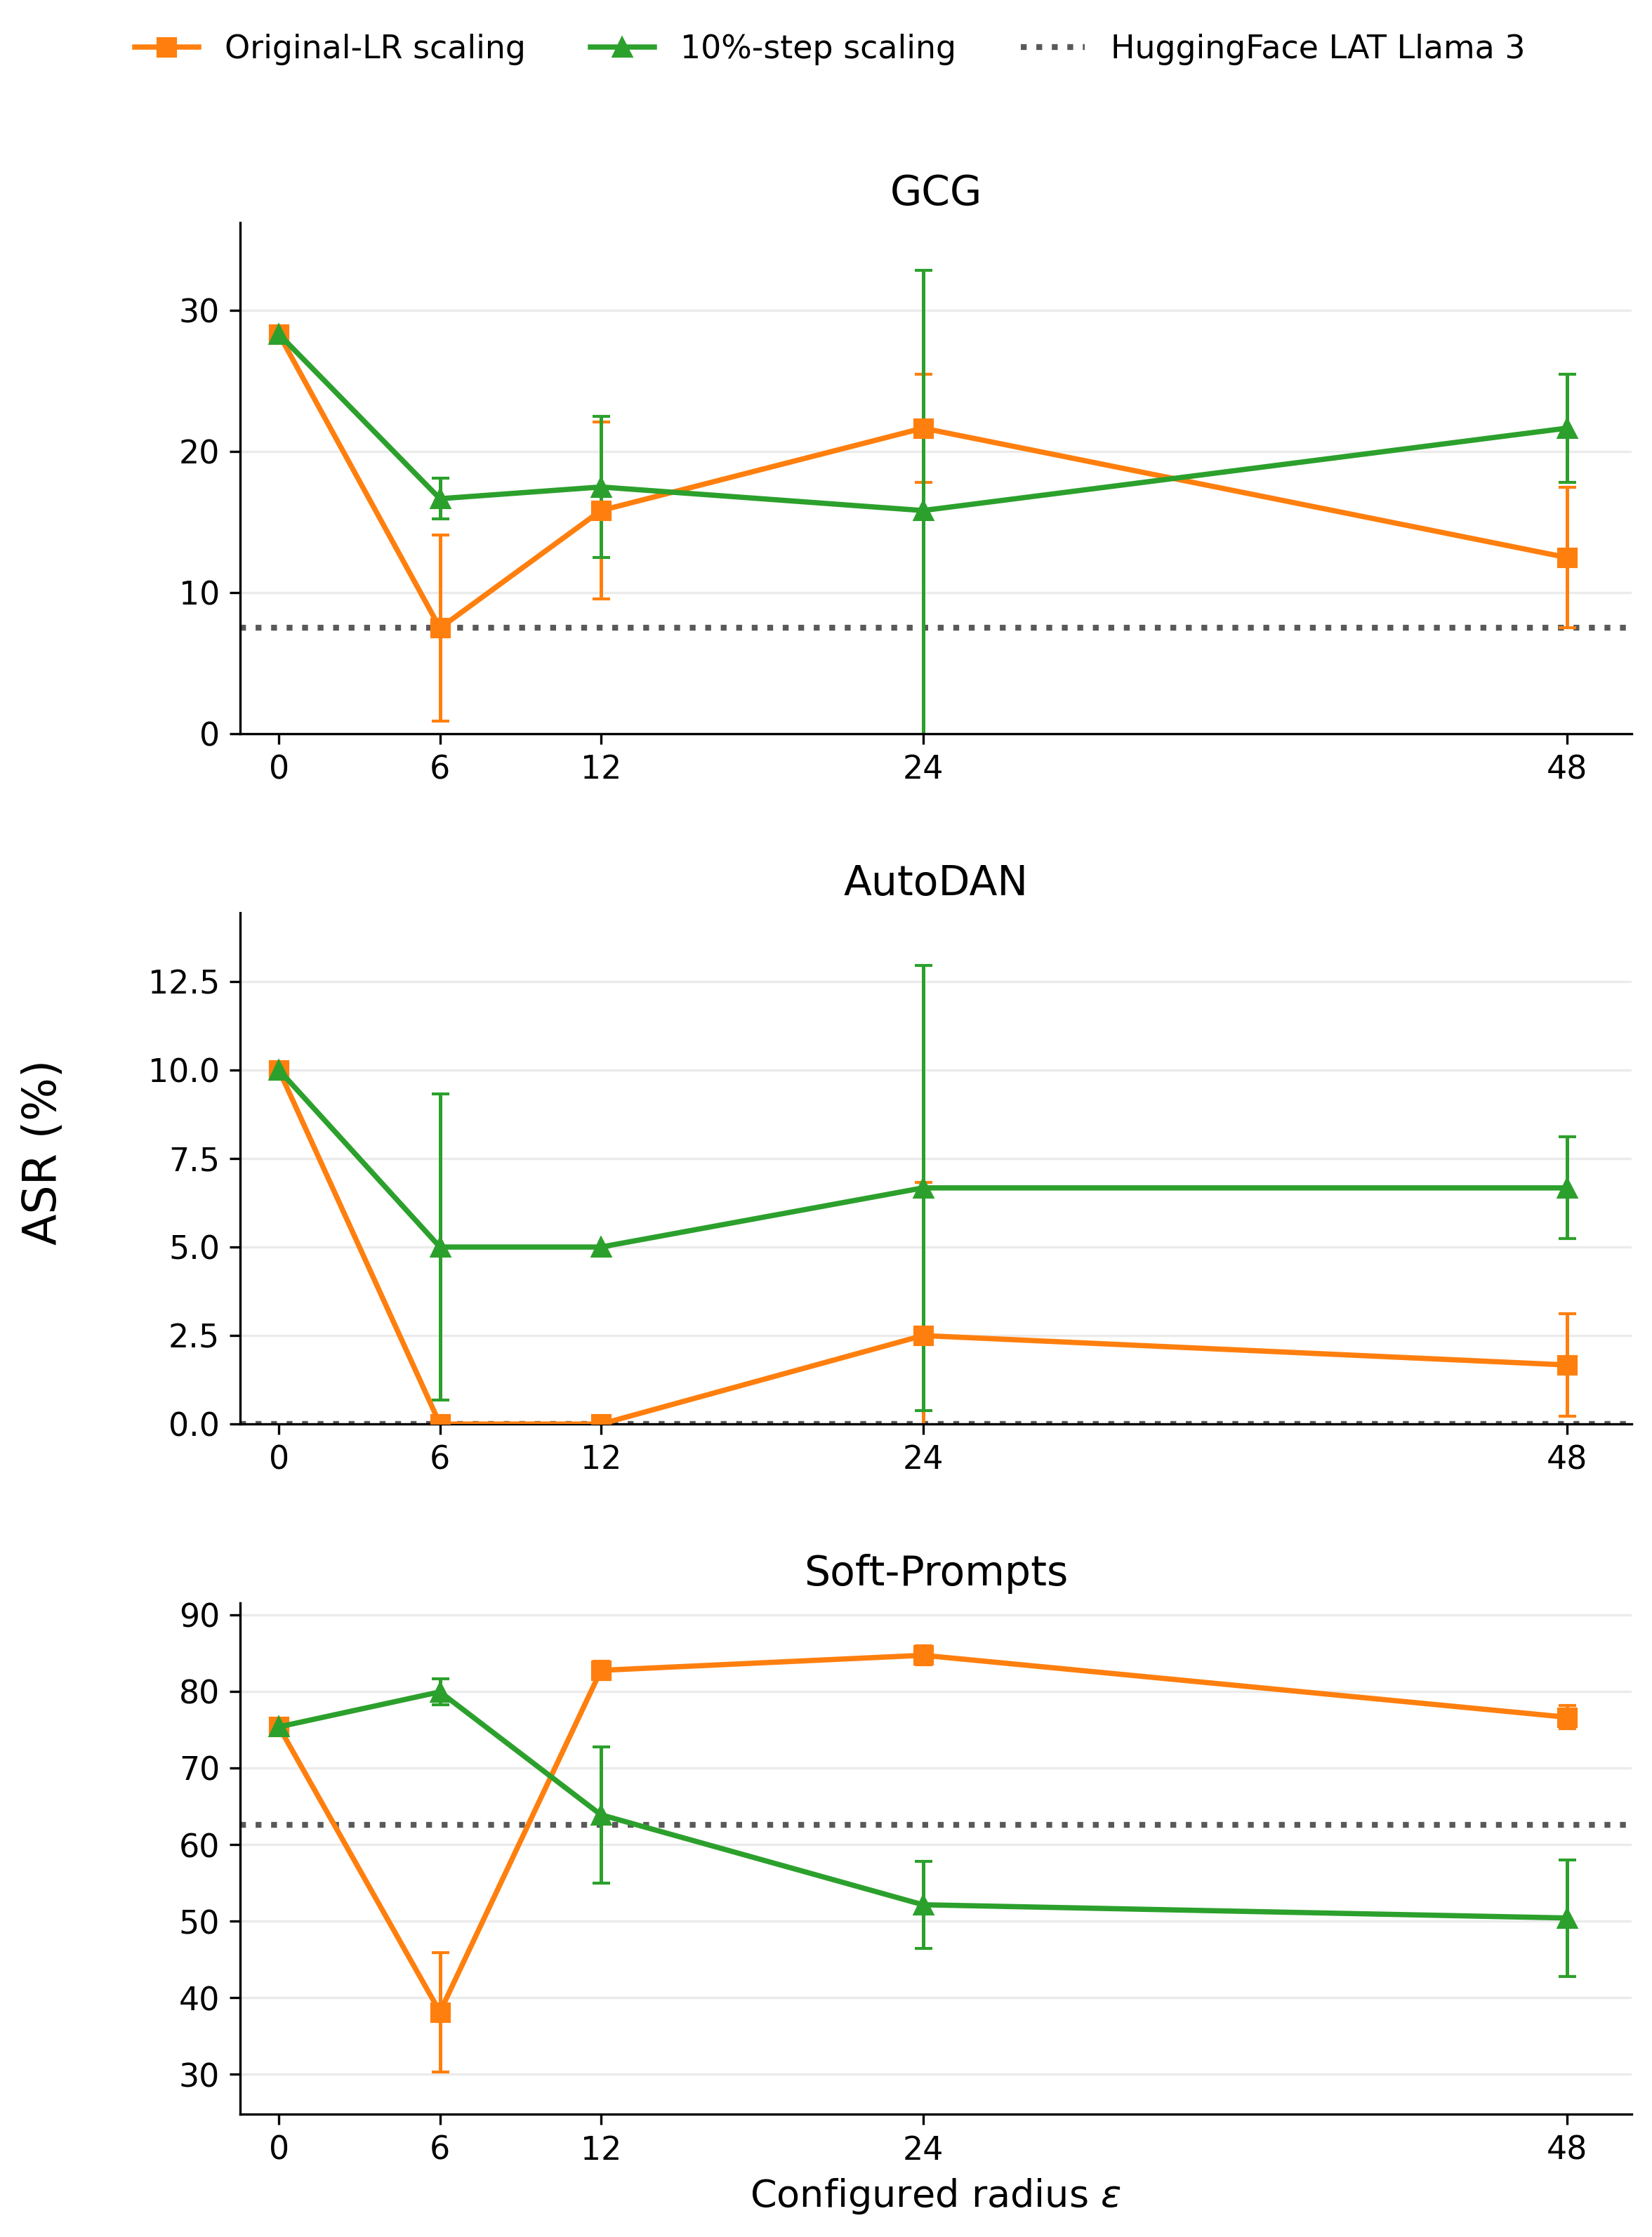 Original-LR scaling 10%-step scaling HuggingFace LAT Llama 3
GCG
30
20
10
0
0 6 12 24 48
AutoDAN
ASR (%)
12.5
10.0
7.5
5.0
2.5
0.0
0 6 12 24 48
Soft-Prompts
90
80
70
60
50
40
30
0 6 12 24 48
Configured radius ε